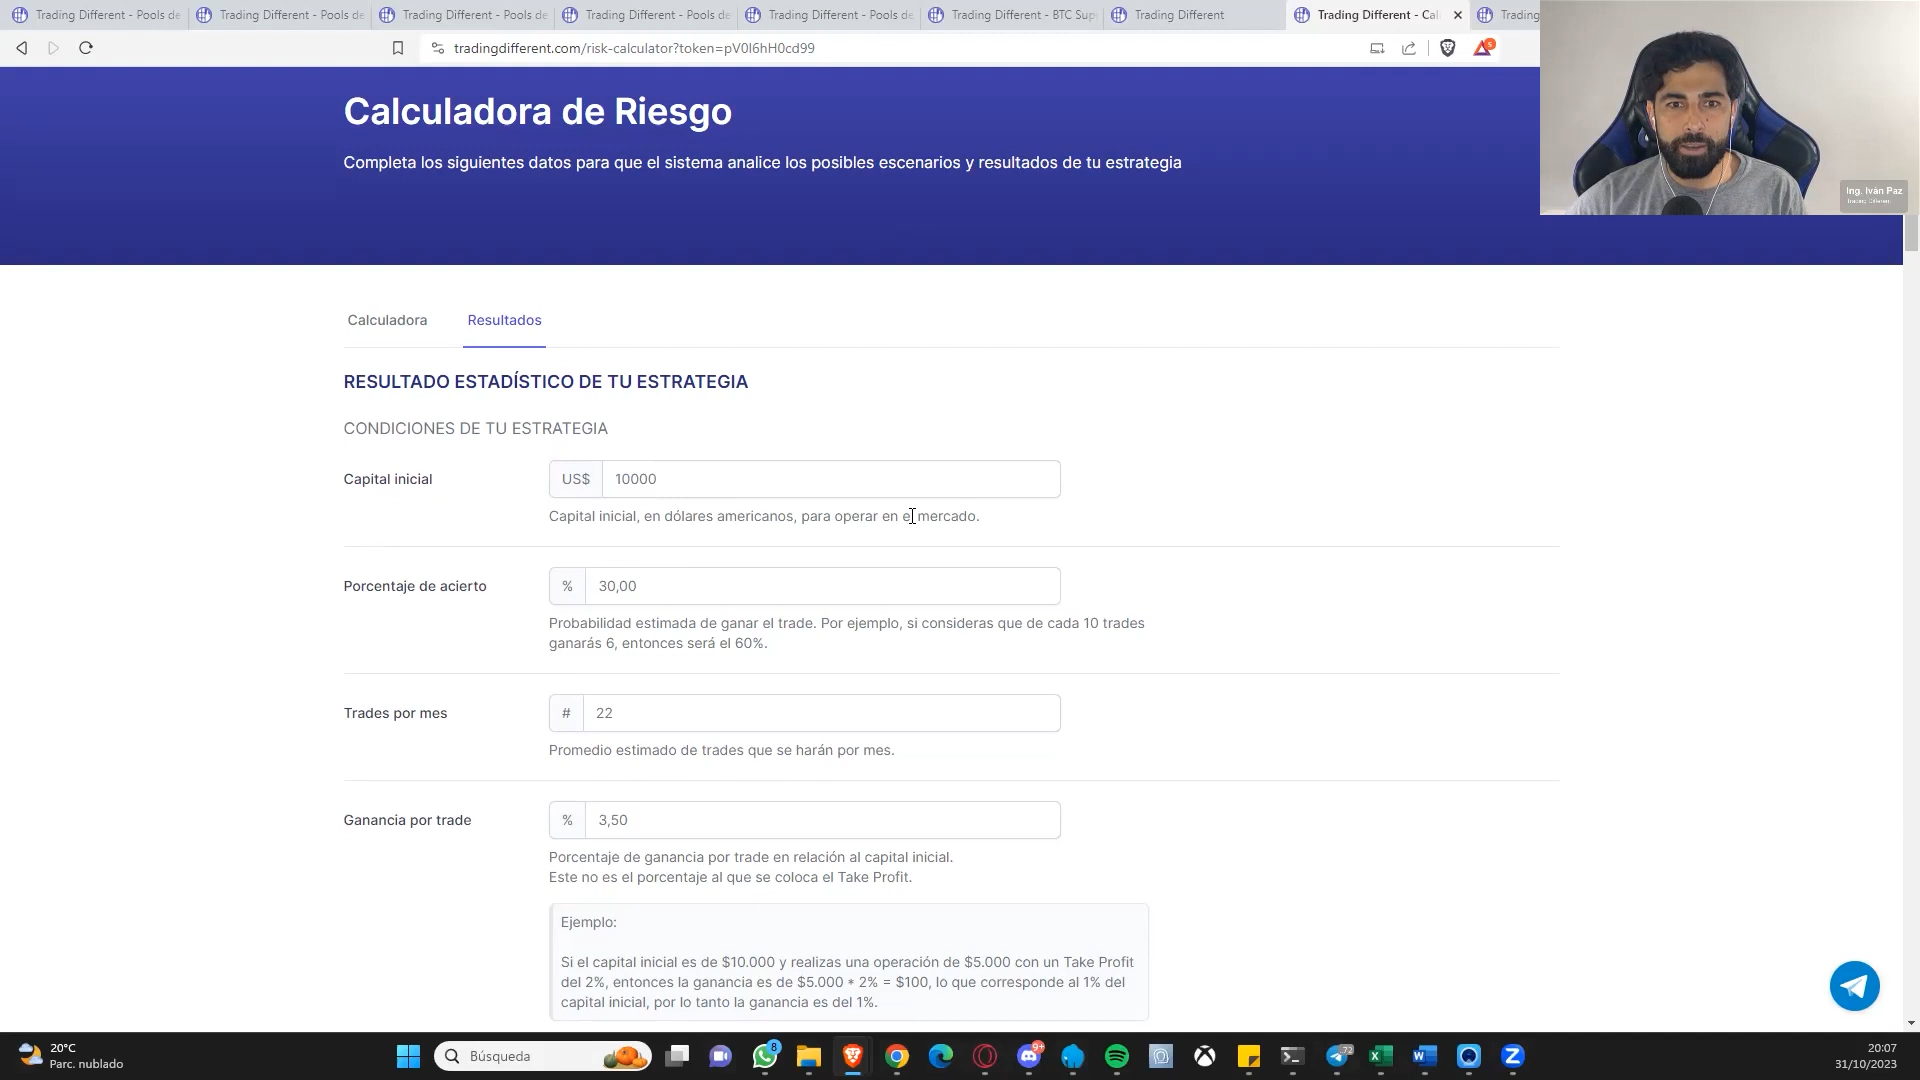 Trading Different - Pools de
Trading Different - Pools de
Trading Different - Pools de
Trading Different - Pools de
Trading Different - Pools de
Trading Different - BTC Sup
Trading Different
Trading Different - Cal
Trading
tradingdifferent.com/risk-calculator?token=pV0I6hH0cd99
5
Calculadora de Riesgo
Completa los siguientes datos para que el sistema analice los posibles escenarios y resultados de tu estrategia
Ing. Iván Paz
Trading Different
Calculadora
Resultados
RESULTADO ESTADÍSTICO DE TU ESTRATEGIA
CONDICIONES DE TU ESTRATEGIA
Capital inicial
US$ 10000
Capital inicial, en dólares americanos, para operar en el mercado.
Porcentaje de acierto
% 30,00
Probabilidad estimada de ganar el trade. Por ejemplo, si consideras que de cada 10 trades
ganarás 6, entonces será el 60%.
Trades por mes
# 22
Promedio estimado de trades que se harán por mes.
Ganancia por trade
% 3,50
Porcentaje de ganancia por trade en relación al capital inicial.
Este no es el porcentaje al que se coloca el Take Profit.
Ejemplo:
Si el capital inicial es de $10.000 y realizas una operación de $5.000 con un Take Profit
del 2%, entonces la ganancia es de $5.000 * 2% = $100, lo que corresponde al 1% del
capital inicial, por lo tanto la ganancia es del 1%.
20°C
Parc. nublado
Búsqueda
8
9+
72
20:07
31/10/2023